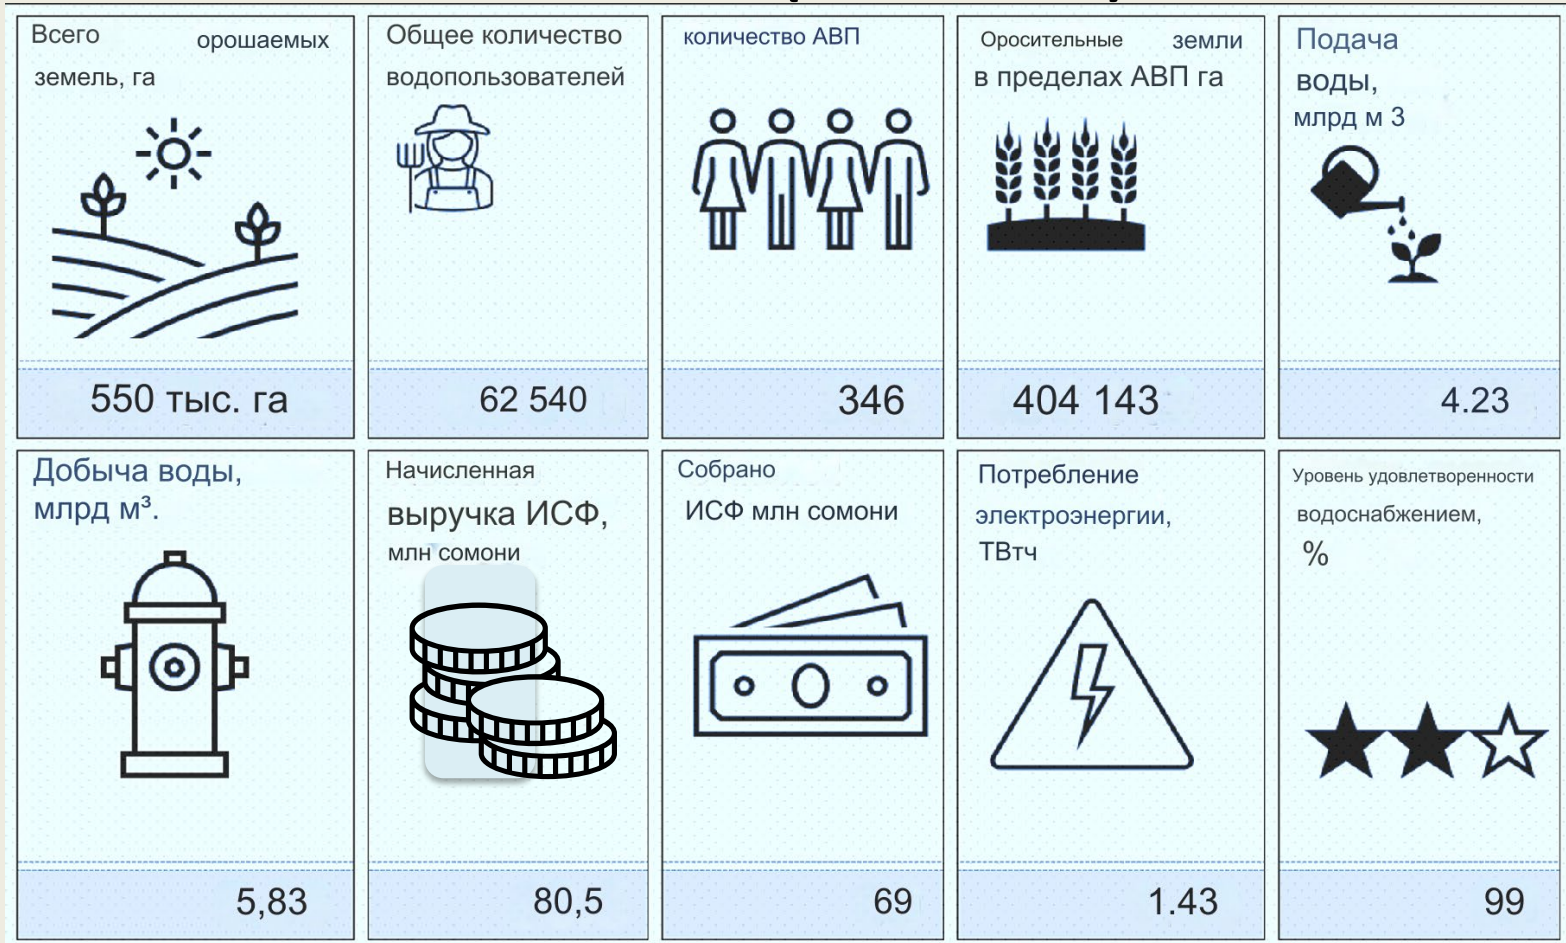 Всего орошаемых
земель, га
550 тыс. га
Общее количество
водопользователей
62 540
количество АВП
346
Оросительные земли
в пределах АВП га
404 143
Подача
воды,
млрд м 3
4.23
Добыча воды,
млрд м³.
5,83
Начисленная
выручка ИСФ,
млн сомони
80,5
Собрано
ИСФ млн сомони
69
Потребление
электроэнергии,
ТВтч
1.43
Уровень удовлетворенности
водоснабжением,
%
99